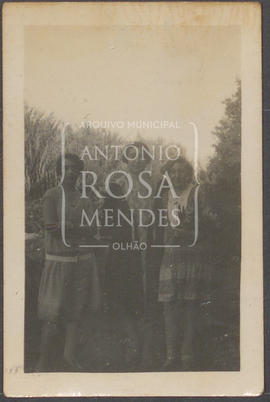 ARQUIVO MUNICIPAL
ANTONIO
ROSA
MENDES
OLHÃO